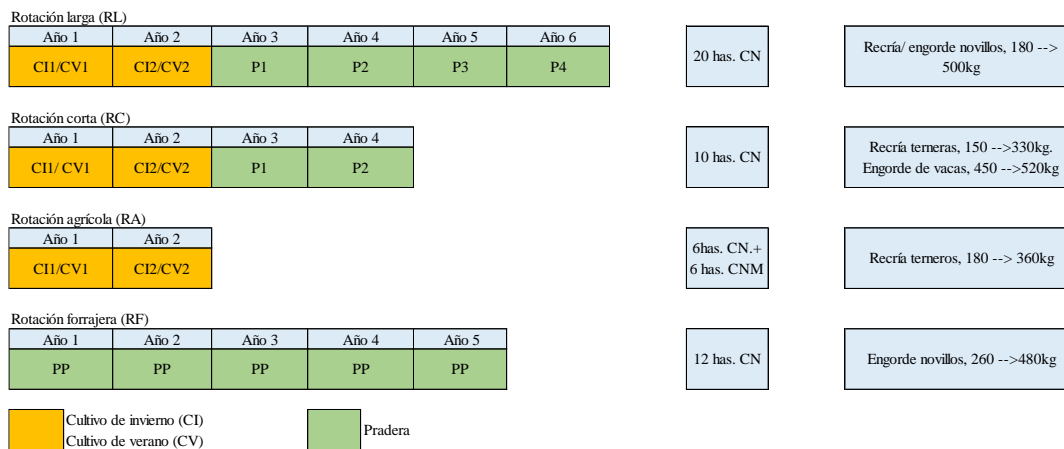 Rotación larga (RL)
Año 1 Año 2 Año 3 Año 4 Año 5 Año 6
CI1/CV1 CI2/CV2 P1 P2 P3 P4
20 has. CN
Recría/ engorde novillos, 180 -->
500kg
Rotación corta (RC)
Año 1 Año 2 Año 3 Año 4
CI1/ CV1 CI2/CV2 P1 P2
10 has. CN
Recría terneras, 150 -->330kg.
Engorde de vacas, 450 -->520kg
Rotación agrícola (RA)
Año 1 Año 2
CI1/CV1 CI2/CV2
6has. CN.+
6 has. CNM
Recría terneros, 180 --> 360kg
Rotación forrajera (RF)
Año 1 Año 2 Año 3 Año 4 Año 5
PP PP PP PP PP
12 has. CN
Engorde novillos, 260 -->480kg
Cultivo de invierno (CI)
Cultivo de verano (CV)
Pradera